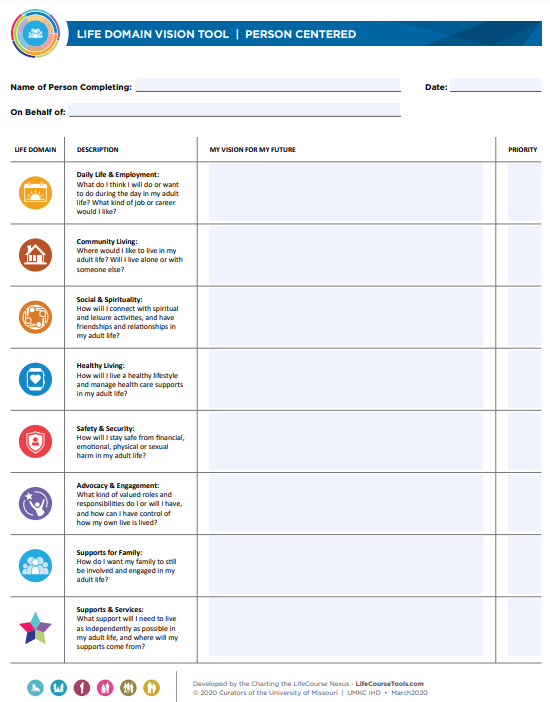 LIFE DOMAIN VISION TOOL | PERSON CENTERED
Name of Person Completing:
Date:
On Behalf of:
LIFE DOMAIN
DESCRIPTION
MY VISION FOR MY FUTURE
PRIORITY
Daily Life & Employment:
What do I think I will do or want
to do during the day in my adult
life? What kind of job or career
would I like?
Community Living:
Where would I like to live in my
adult life? Will I live alone or with
someone else?
Social & Spirituality:
How will I connect with spiritual
and leisure activities, and have
friendships and relationships in
my adult life?
Healthy Living:
How will I live a healthy lifestyle
and manage health care supports
in my adult life?
Safety & Security:
How will I stay safe from financial,
emotional, physical or sexual
harm in my adult life?
Advocacy & Engagement:
What kind of valued roles and
responsibilities do I or will I have,
and how can I have control of
how my own live is lived?
Supports for Family:
How do I want my family to still
be involved and engaged in my
adult life?
Supports & Services:
What support will I need to live
as independently as possible in
my adult life, and where will my
supports come from?
Developed by the Charting the LifeCourse Nexus - LifeCourseTools.com
© 2020 Curators of the University of Missouri | UMKC IHD • March2020